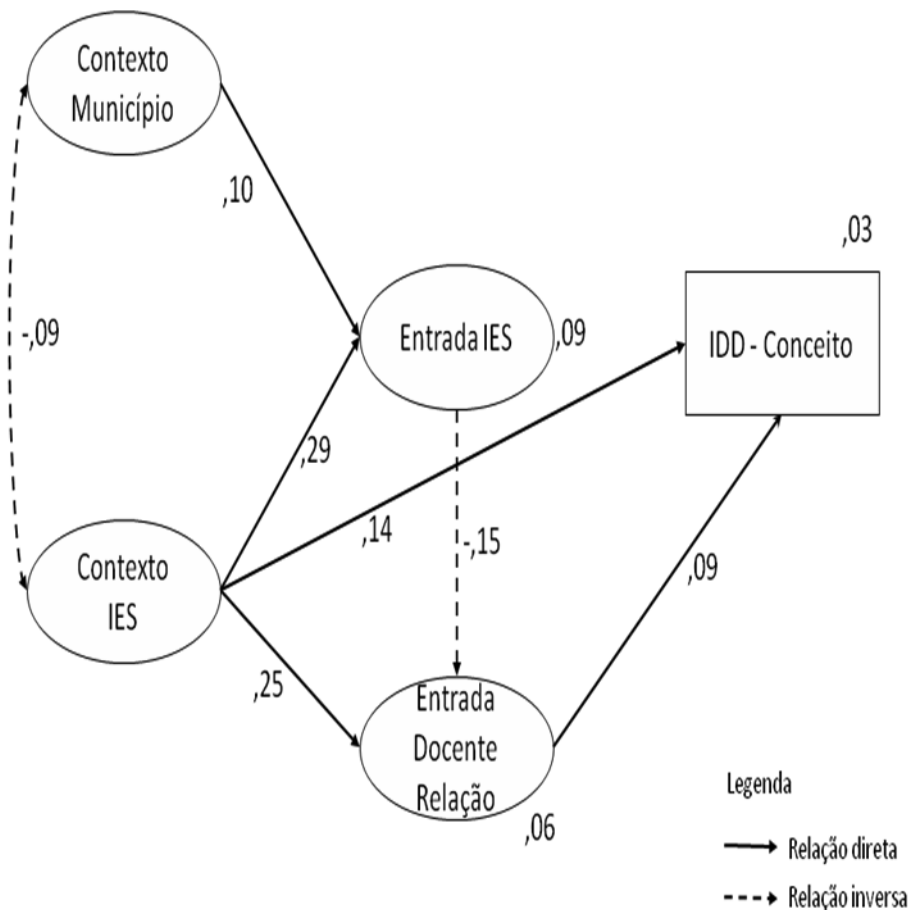 Contexto
Município
,10
,03
-,09
Entrada IES
,09
IDD - Conceito
,29
,14
-,15
Contexto
IES
,09
,25
Entrada
Docente
Relação
,06
Legenda
Relação direta
Relação inversa